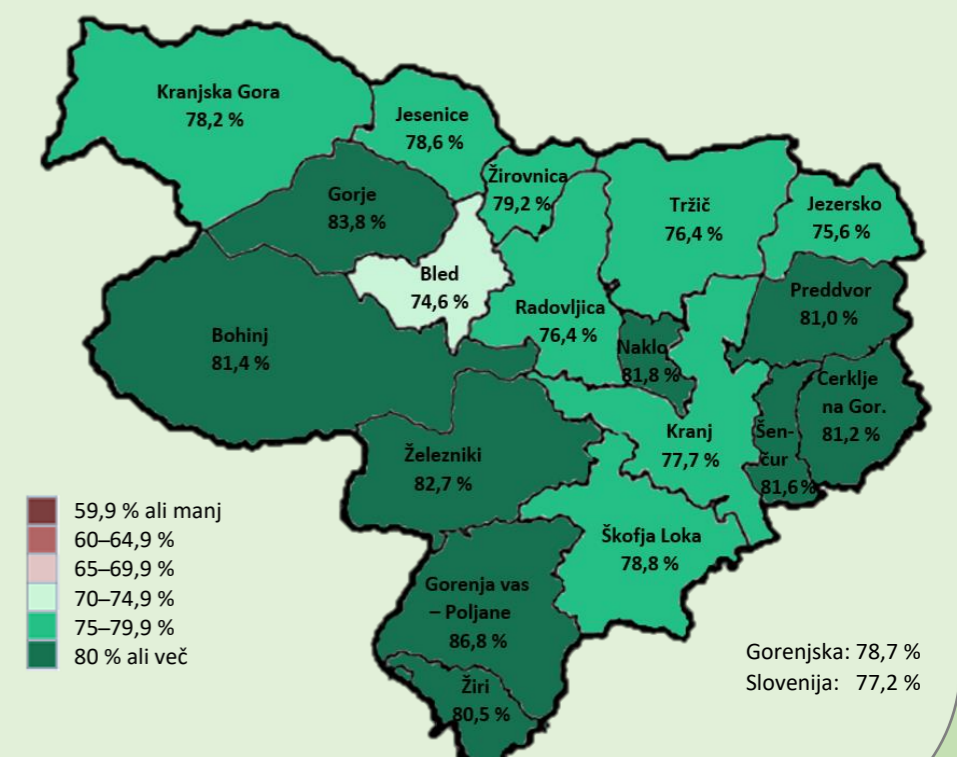 Kranjska Gora
78,2 %
Jesenice
78,6 %
Žirovnica
79,2 %
Gorje
83,8 %
Tržič
76,4 %
Jezersko
75,6 %
Bled
74,6 %
Radovljica
76,4 %
Preddvor
81,0 %
Bohinj
81,4 %
Naklo
81,8%
Cerklje
na Gor.
81,2 %
Kranj
77,7 %
Šen-
čur
81,6%
Železniki
82,7 %
Škofja Loka
78,8 %
Gorenja vas
– Poljane
86,8 %
Žiri
80,5 %
59,9 % ali manj
60–64,9 %
65–69,9 %
70–74,9 %
75–79,9 %
80 % ali več
Gorenjska: 78,7 %
Slovenija: 77,2 %